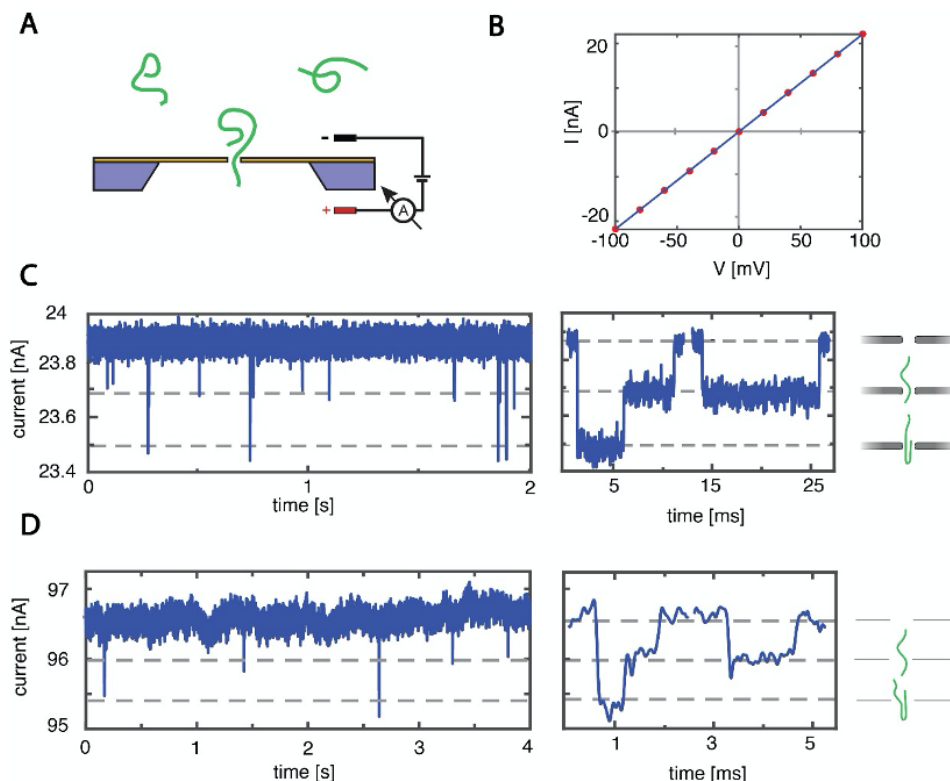 A
-
+
A
B
I [nA]
20
0
-20
-100
-50
0
50
100
V [mV]
C
current [nA]
24
23.8
23.6
23.4
0
1
2
time [s]
5
15
25
time [ms]
D
current [nA]
97
96
95
0
1
2
3
4
time [s]
1
3
5
time [ms]